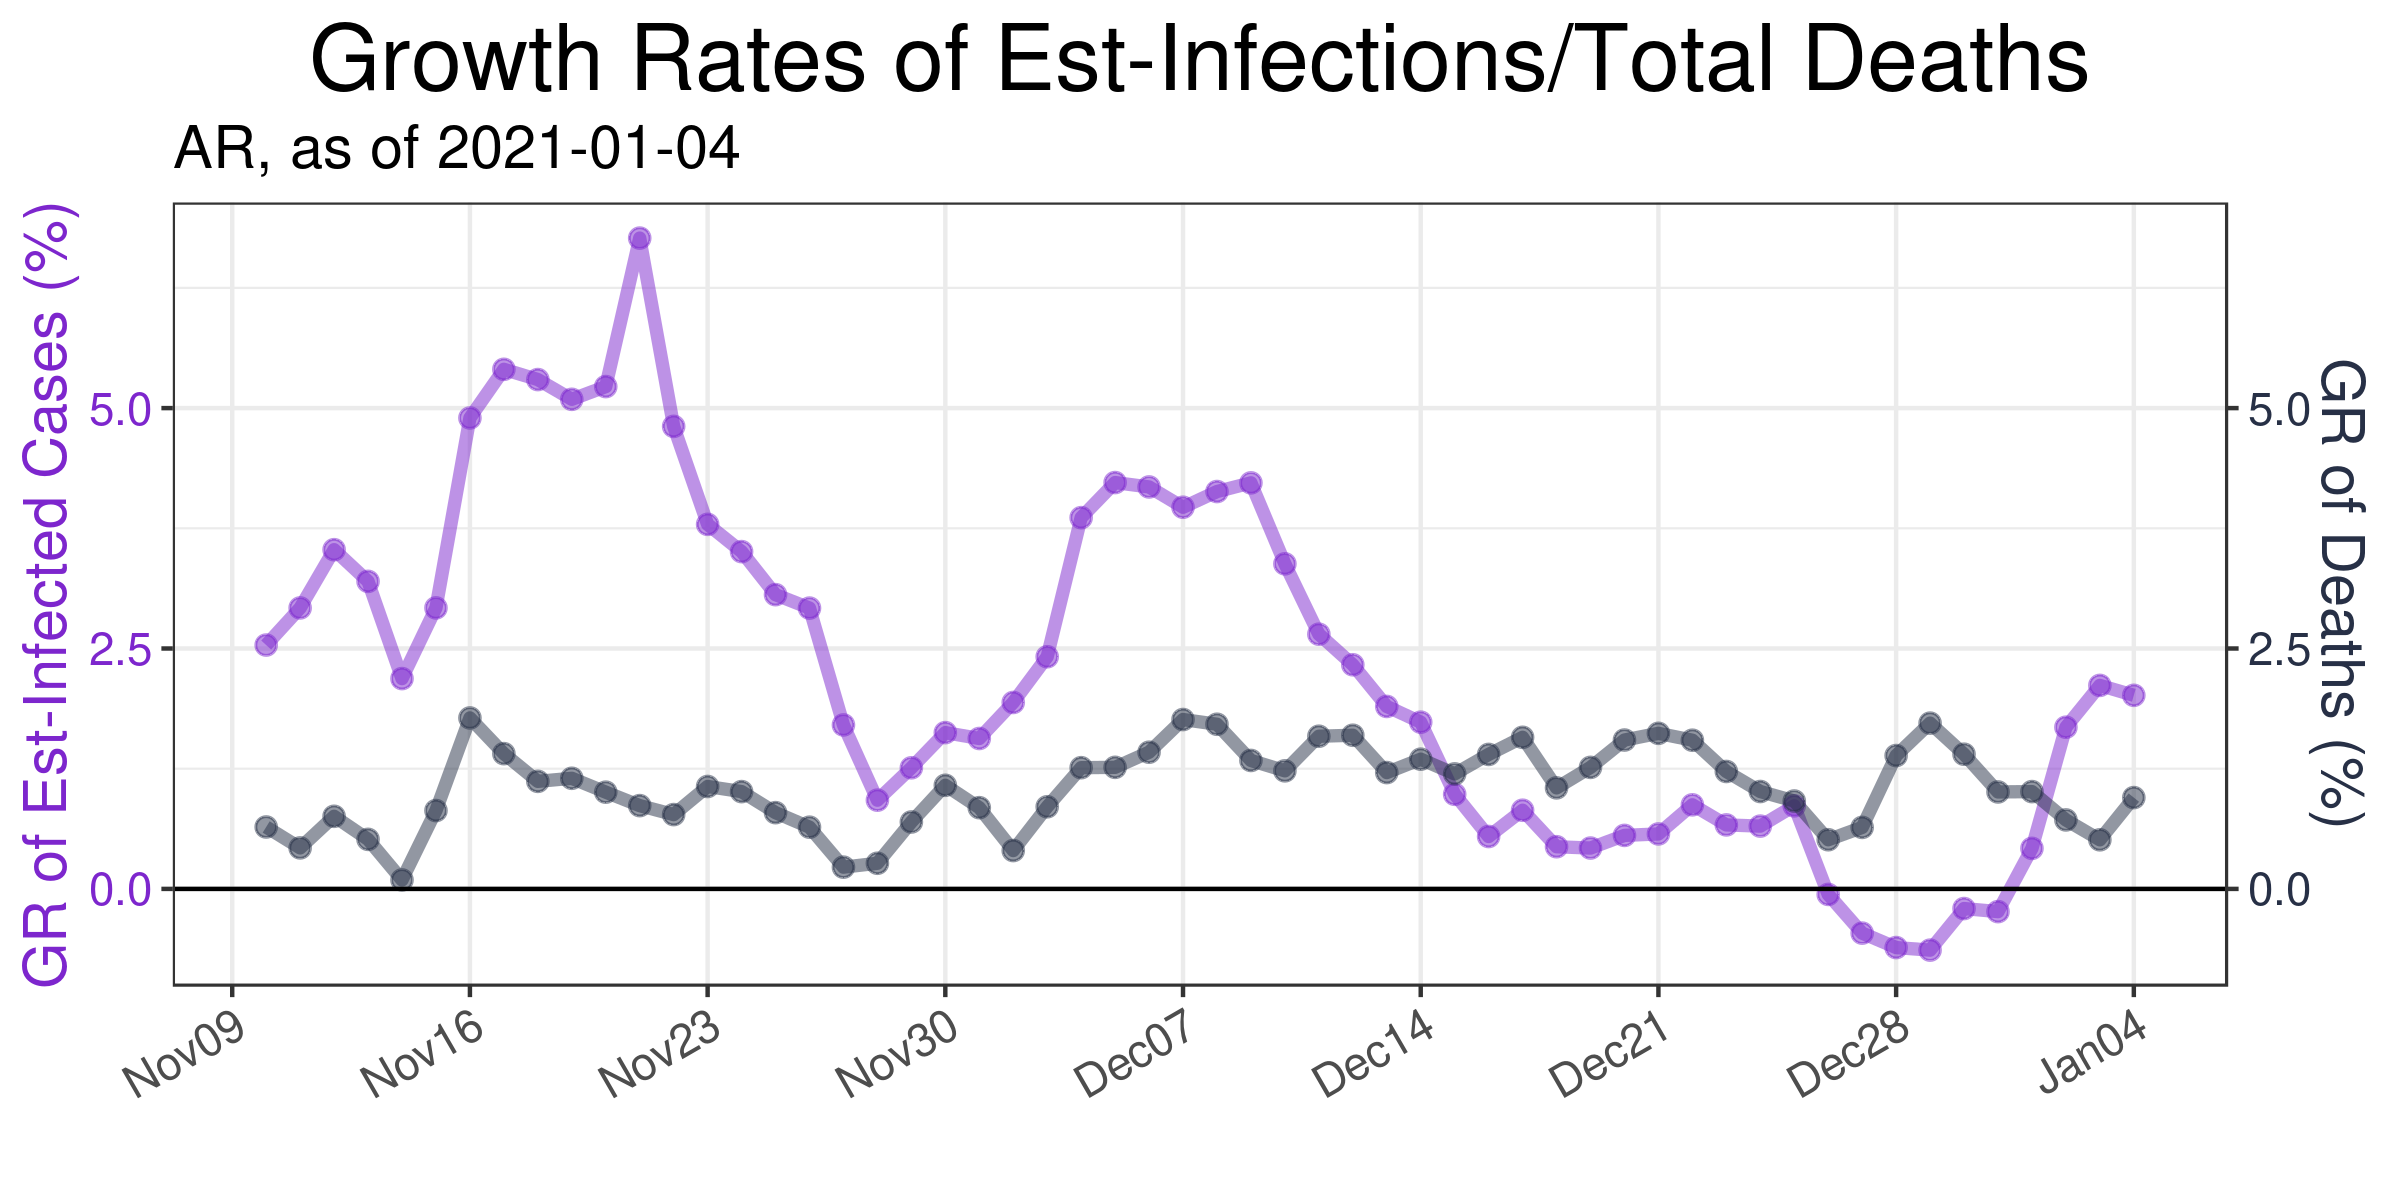 Growth Rates of Est-Infections/Total Deaths
AR, as of 2021-01-04
GR of Est-Infected Cases (%)
5.0
2.5
0.0
5.0
2.5
0.0
GR of Deaths (%)
Nov09
Nov16
Nov23
Nov30
Dec07
Dec14
Dec21
Dec28
Jan04